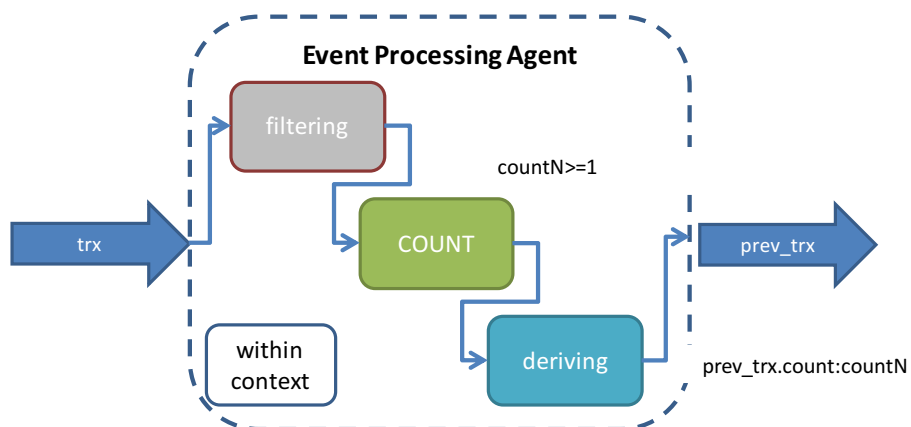 Event Processing Agent
filtering
countN>=1
trx
COUNT
prev_trx
within
context
deriving
prev_trx.count:countN